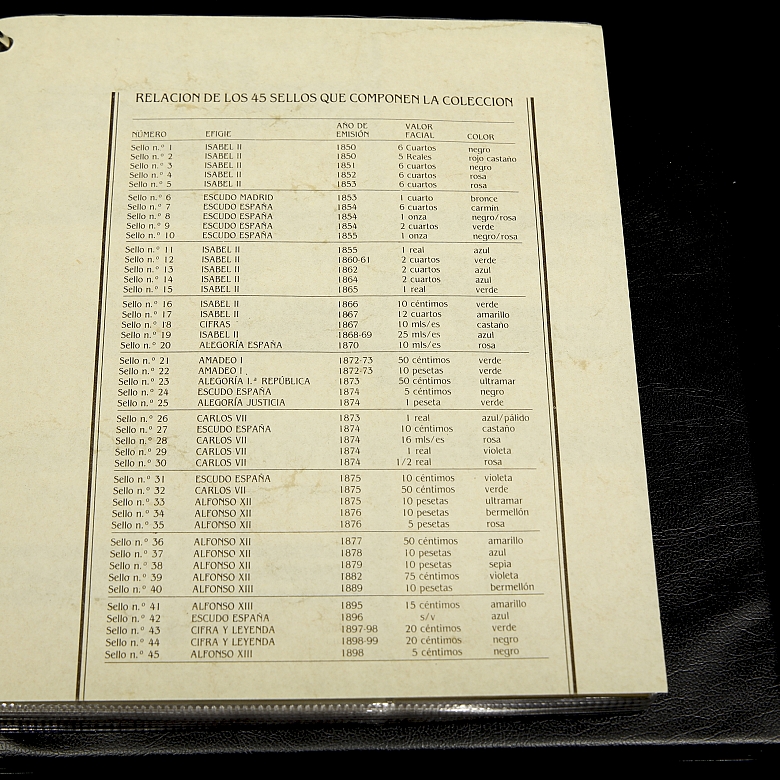 RELACION DE LOS 45 SELLOS QUE COMPONEN LA COLECCION
NÚMERO EFIGIE AÑO DE EMISIÓN VALOR FACIAL COLOR
Sello n.º 1 ISABEL II 1850 6 Cuartos negro
Sello n.º 2 ISABEL II 1850 5 Reales rojo castaño
Sello n.º 3 ISABEL II 1851 6 cuartos negro
Sello n.º 4 ISABEL II 1852 6 cuartos rosa
Sello n.º 5 ISABEL II 1853 6 cuartos rosa
Sello n.º 6 ESCUDO MADRID 1853 1 cuarto bronce
Sello n.º 7 ESCUDO ESPAÑA 1854 6 cuartos carmín
Sello n.º 8 ESCUDO ESPAÑA 1854 1 onza negro/rosa
Sello n.º 9 ESCUDO ESPAÑA 1854 2 cuartos verde
Sello n.º 10 ESCUDO ESPAÑA 1855 1 onza negro/rosa
Sello n.º 11 ISABEL II 1855 1 real azul
Sello n.º 12 ISABEL II 1860-61 2 cuartos verde
Sello n.º 13 ISABEL II 1862 2 cuartos azul
Sello n.º 14 ISABEL II 1864 2 cuartos azul
Sello n.º 15 ISABEL II 1865 1 real verde
Sello n.º 16 ISABEL II 1866 10 céntimos verde
Sello n.º 17 ISABEL II 1867 12 cuartos amarillo
Sello n.º 18 CIFRAS 1867 10 mls/es castaño
Sello n.º 19 ISABEL II 1868-69 25 mls/es azul
Sello n.º 20 ALEGORÍA ESPAÑA 1870 10 mls/es rosa
Sello n.º 21 AMADEO I 1872-73 50 céntimos verde
Sello n.º 22 AMADEO I 1872-73 10 pesetas verde
Sello n.º 23 ALEGORÍA 1.ª REPÚBLICA 1873 50 céntimos ultramar
Sello n.º 24 ESCUDO ESPAÑA 1874 5 céntimos negro
Sello n.º 25 ALEGORÍA JUSTICIA 1874 1 peseta verde
Sello n.º 26 CARLOS VII 1873 1 real azul/pálido
Sello n.º 27 ESCUDO ESPAÑA 1874 10 céntimos castaño
Sello n.º 28 CARLOS VII 1874 16 mls/es rosa
Sello n.º 29 CARLOS VII 1874 1 real violeta
Sello n.º 30 CARLOS VII 1874 1/2 real rosa
Sello n.º 31 ESCUDO ESPAÑA 1875 10 céntimos violeta
Sello n.º 32 CARLOS VII 1875 50 céntimos verde
Sello n.º 33 ALFONSO XII 1875 10 pesetas ultramar
Sello n.º 34 ALFONSO XII 1876 10 pesetas bermellón
Sello n.º 35 ALFONSO XII 1876 5 pesetas rosa
Sello n.º 36 ALFONSO XII 1877 50 céntimos amarillo
Sello n.º 37 ALFONSO XII 1878 10 pesetas azul
Sello n.º 38 ALFONSO XII 1879 10 pesetas sepia
Sello n.º 39 ALFONSO XII 1882 75 céntimos violeta
Sello n.º 40 ALFONSO XII 1889 10 pesetas bermellón
Sello n.º 41 ALFONSO XIII 1895 15 céntimos amarillo
Sello n.º 42 ESCUDO ESPAÑA 1896 s/v azul
Sello n.º 43 CIFRA Y LEYENDA 1897-98 20 céntimos verde
Sello n.º 44 CIFRA Y LEYENDA 1898-99 20 céntimos negro
Sello n.º 45 ALFONSO XIII 1898 5 céntimos negro